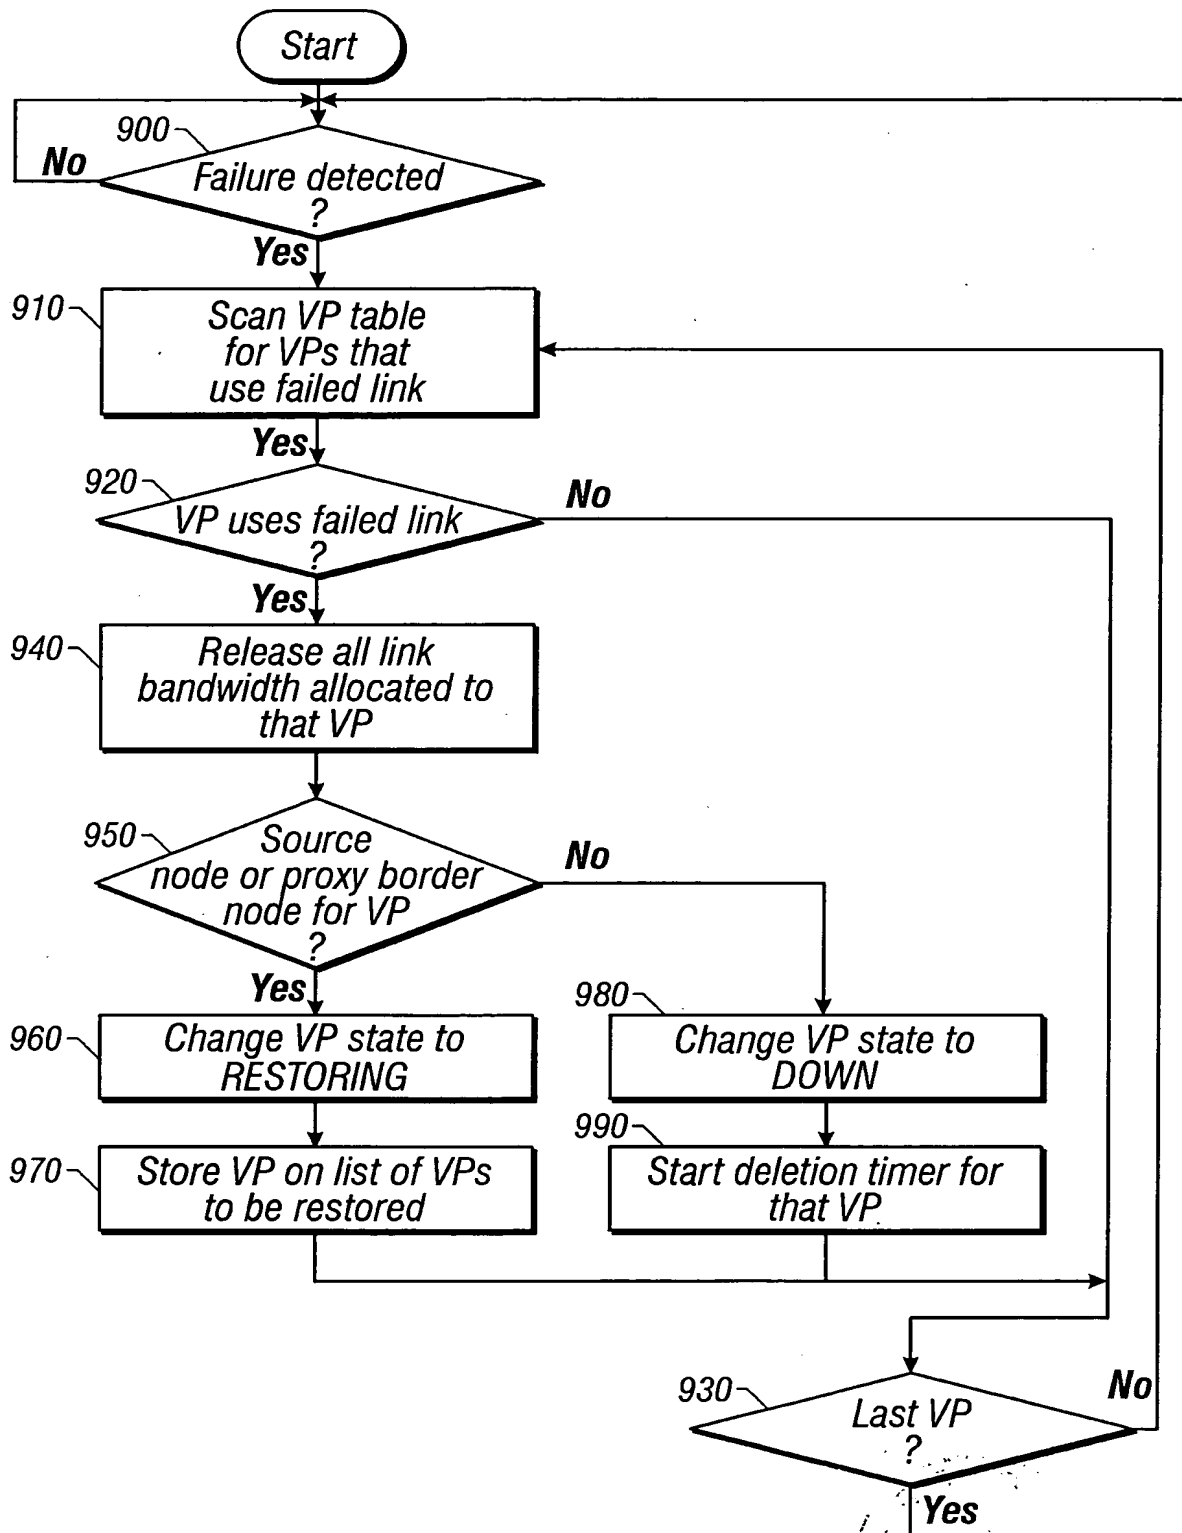 Start
900
No
Failure detected
?
Yes
910
Scan VP table
for VPs that
use failed link
Yes
920
No
VP uses failed link
?
Yes
940
Release all link
bandwidth allocated to
that VP
950
Source
node or proxy border
node for VP
?
No
Yes
960
Change VP state to
RESTORING
980
Change VP state to
DOWN
970
Store VP on list of VPs
to be restored
990
Start deletion timer for
that VP
930
Last VP
?
No
Yes